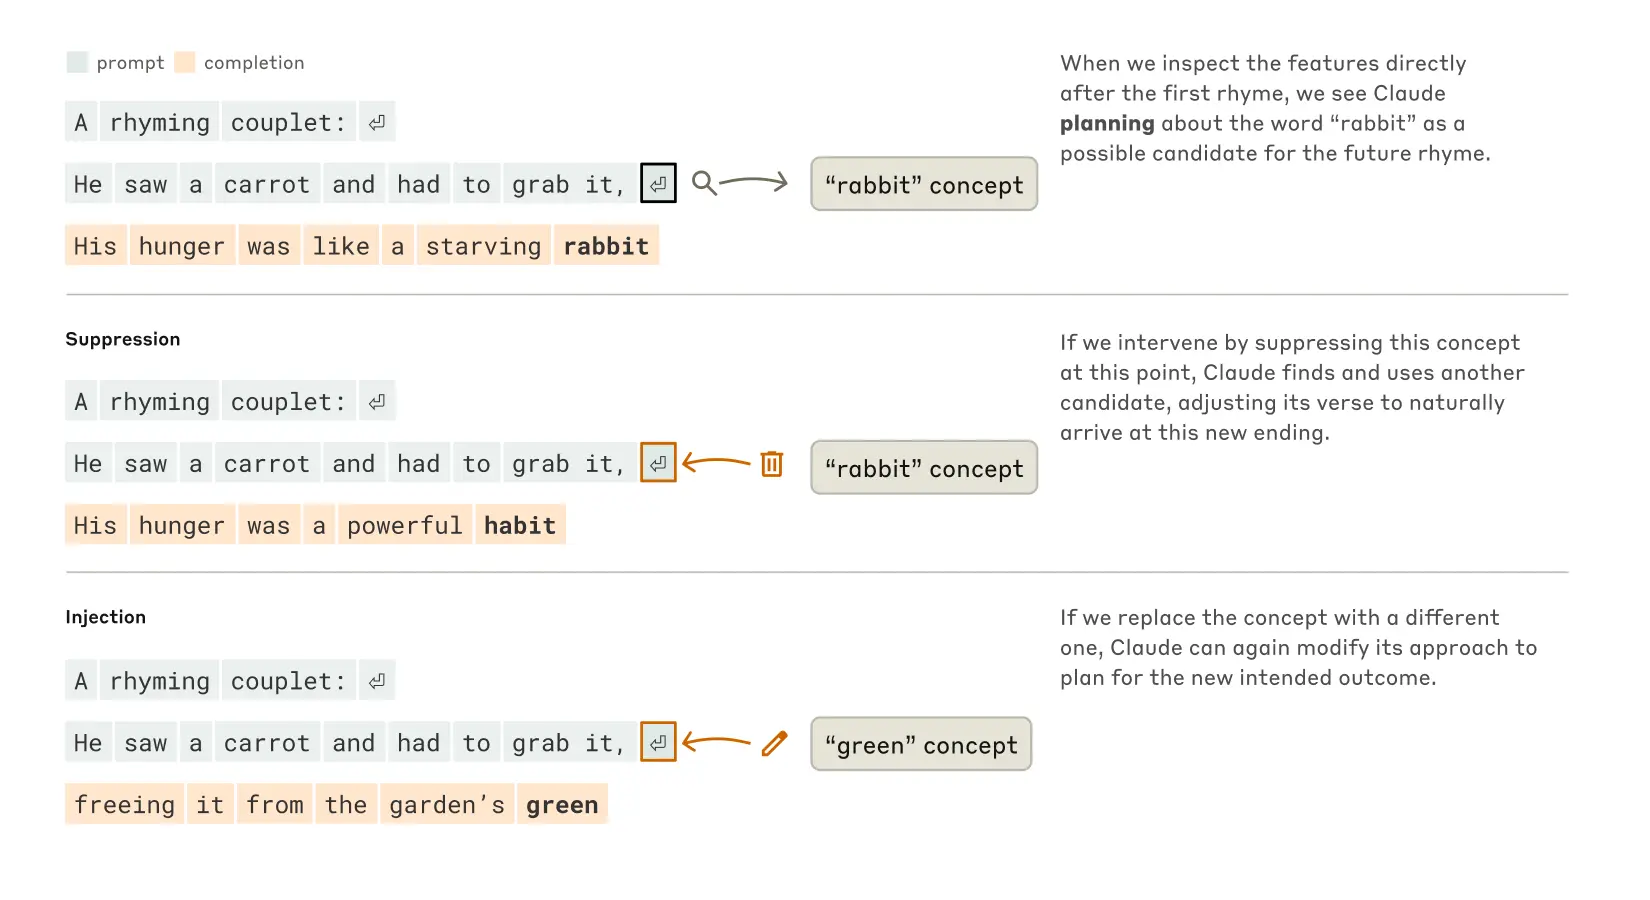 prompt completion
A rhyming couplet: ⏎
He saw a carrot and had to grab it, ⏎
“rabbit” concept
His hunger was like a starving rabbit
When we inspect the features directly
after the first rhyme, we see Claude
planning about the word “rabbit” as a
possible candidate for the future rhyme.
Suppression
A rhyming couplet: ⏎
He saw a carrot and had to grab it, ⏎
“rabbit” concept
His hunger was a powerful habit
If we intervene by suppressing this concept
at this point, Claude finds and uses another
candidate, adjusting its verse to naturally
arrive at this new ending.
Injection
A rhyming couplet: ⏎
He saw a carrot and had to grab it, ⏎
“green” concept
freeing it from the garden’s green
If we replace the concept with a different
one, Claude can again modify its approach to
plan for the new intended outcome.